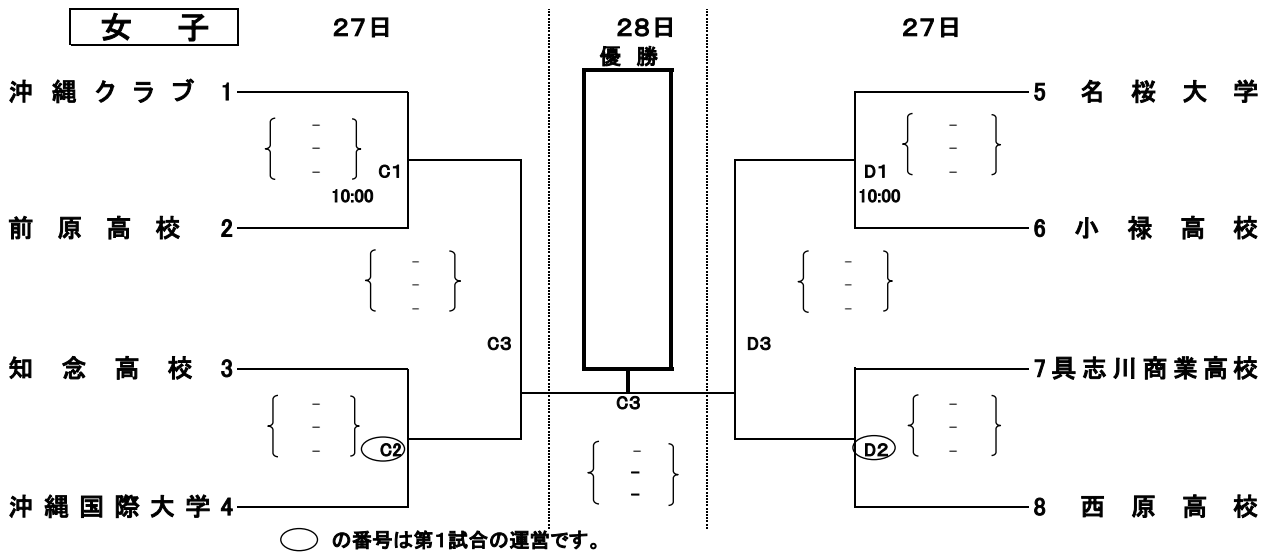 女 子 27日 28日 27日
優 勝
沖縄クラブ 1 5 名桜大学
C1 D1
10:00 10:00
前原高校 2 6 小禄高校
C3 D3
知念高校 3 7 具志川商業高校
C3
C2 D2
沖縄国際大学 4 8 西原高校
の番号は第1試合の運営です。